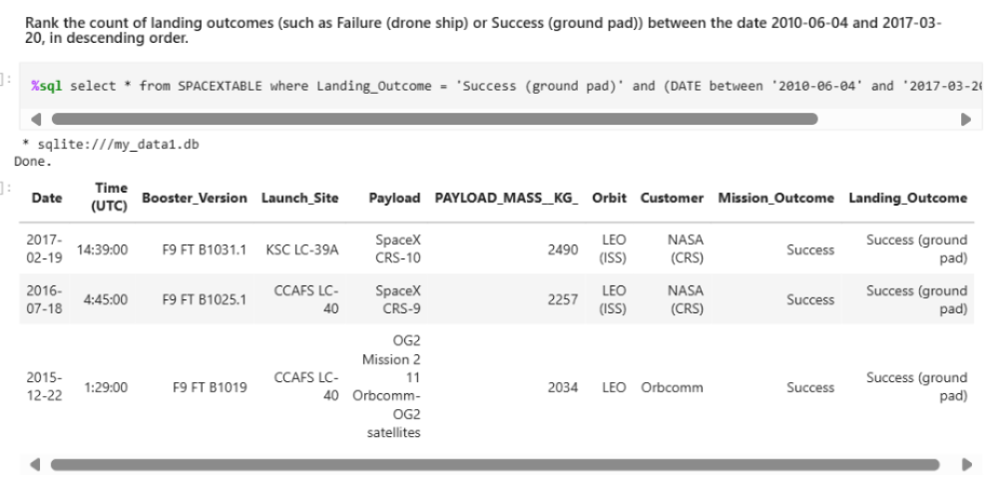 Rank the count of landing outcomes (such as Failure (drone ship) or Success (ground pad)) between the date 2010-06-04 and 2017-03-
20, in descending order.
]: %sql select * from SPACEXTABLE where Landing_Outcome = 'Success (ground pad)' and (DATE between '2010-06-04' and '2017-03-2
* sqlite:///my_data1.db
Done.
]: Date Time (UTC) Booster_Version Launch_Site Payload PAYLOAD_MASS__KG_ Orbit Customer Mission_Outcome Landing_Outcome
2017-02-19 14:39:00 F9 FT B1031.1 KSC LC-39A SpaceX CRS-10 2490 LEO (ISS) NASA (CRS) Success Success (ground pad)
2016-07-18 4:45:00 F9 FT B1025.1 CCAFS LC-40 SpaceX CRS-9 2257 LEO (ISS) NASA (CRS) Success Success (ground pad)
2015-12-22 1:29:00 F9 FT B1019 CCAFS LC-40 OG2 Mission 2 11 Orbcomm-OG2 satellites 2034 LEO Orbcomm Success Success (ground pad)